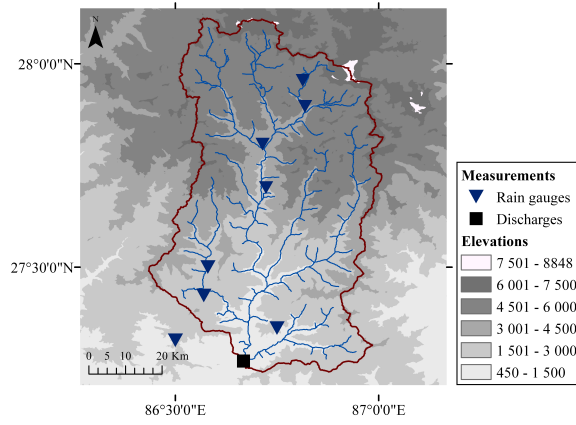 N
28°0'0"N
27°30'0"N
0 5 10 20 Km
86°30'0"E 87°0'0"E
Measurements
Rain gauges
Discharges
Elevations
7 501 - 8848
6 001 - 7 500
4 501 - 6 000
3 001 - 4 500
1 501 - 3 000
450 - 1 500